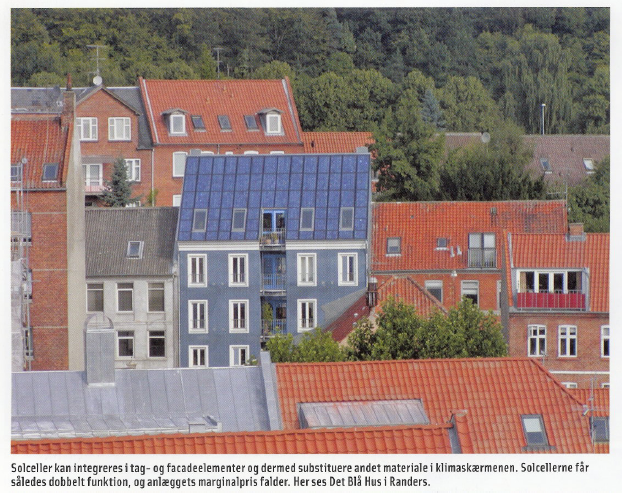 Solceller kan integreres i tag- og facadeelementer og dermed substituere andet materiale i klimaskærmenen. Solcellerne får
således dobbelt funktion, og anlæggets marginalpris falder. Her ses Det Blå Hus i Randers.